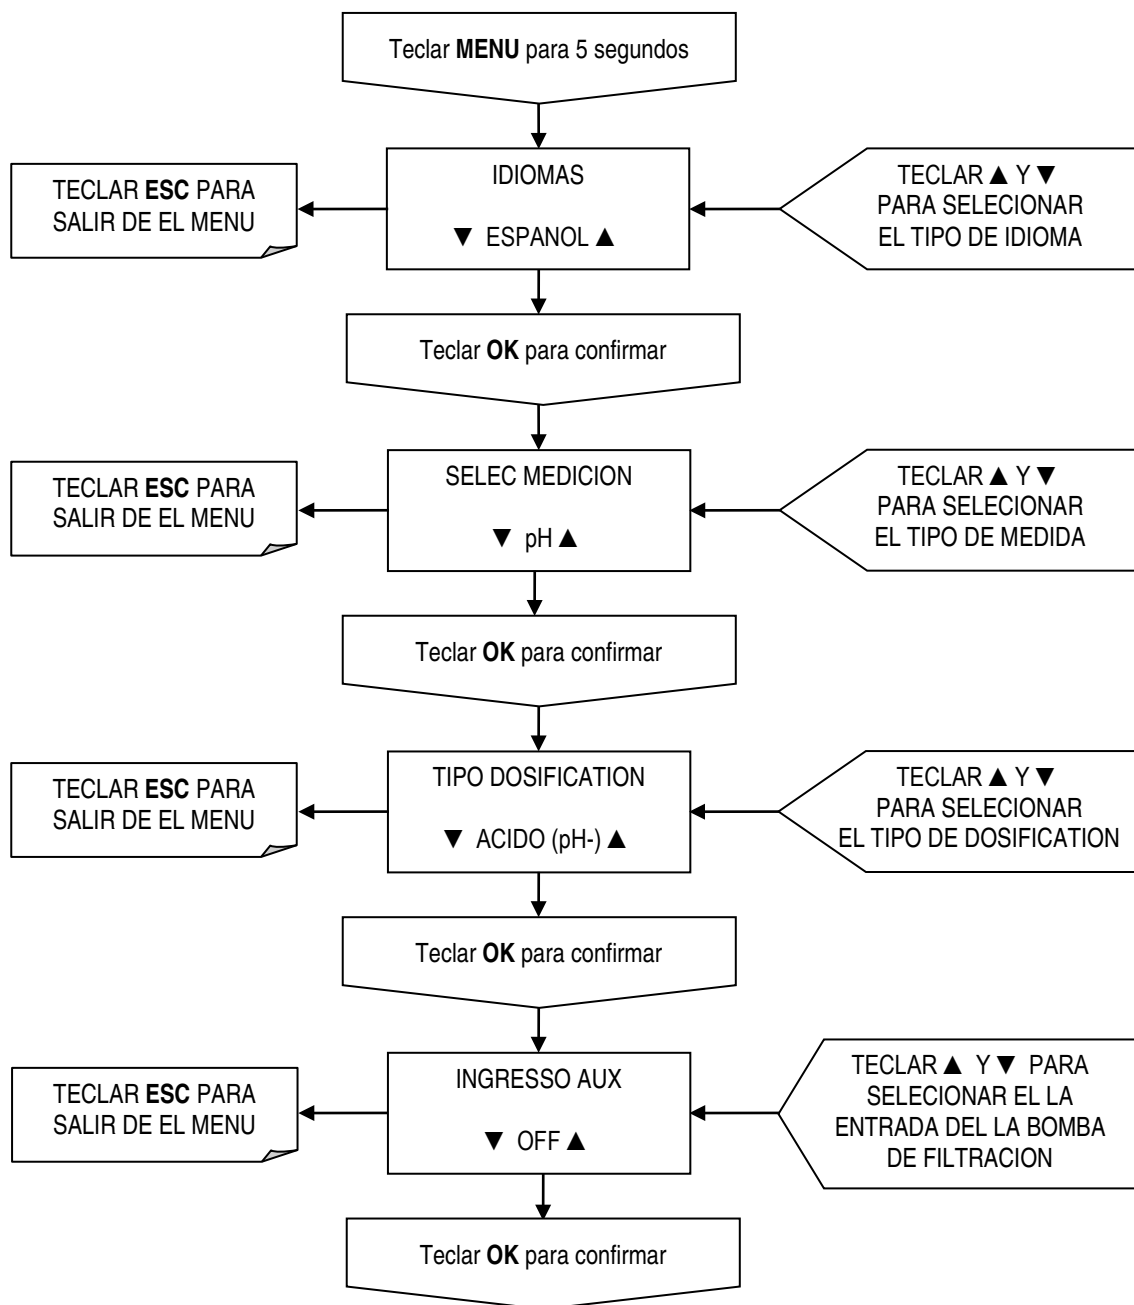 Teclar MENU para 5 segundos
TECLAR ESC PARA
SALIR DE EL MENU
IDIOMAS
▼ ESPANOL ▲
TECLAR ▲ Y ▼
PARA SELECIONAR
EL TIPO DE IDIOMA
Teclar OK para confirmar
TECLAR ESC PARA
SALIR DE EL MENU
SELEC MEDICION
▼ pH ▲
TECLAR ▲ Y ▼
PARA SELECIONAR
EL TIPO DE MEDIDA
Teclar OK para confirmar
TECLAR ESC PARA
SALIR DE EL MENU
TIPO DOSIFICATION
▼ ACIDO (pH-) ▲
TECLAR ▲ Y ▼
PARA SELECIONAR
EL TIPO DE DOSIFICATION
Teclar OK para confirmar
TECLAR ESC PARA
SALIR DE EL MENU
INGRESSO AUX
▼ OFF ▲
TECLAR ▲ Y ▼ PARA
SELECIONAR EL LA
ENTRADA DEL LA BOMBA
DE FILTRACION
Teclar OK para confirmar